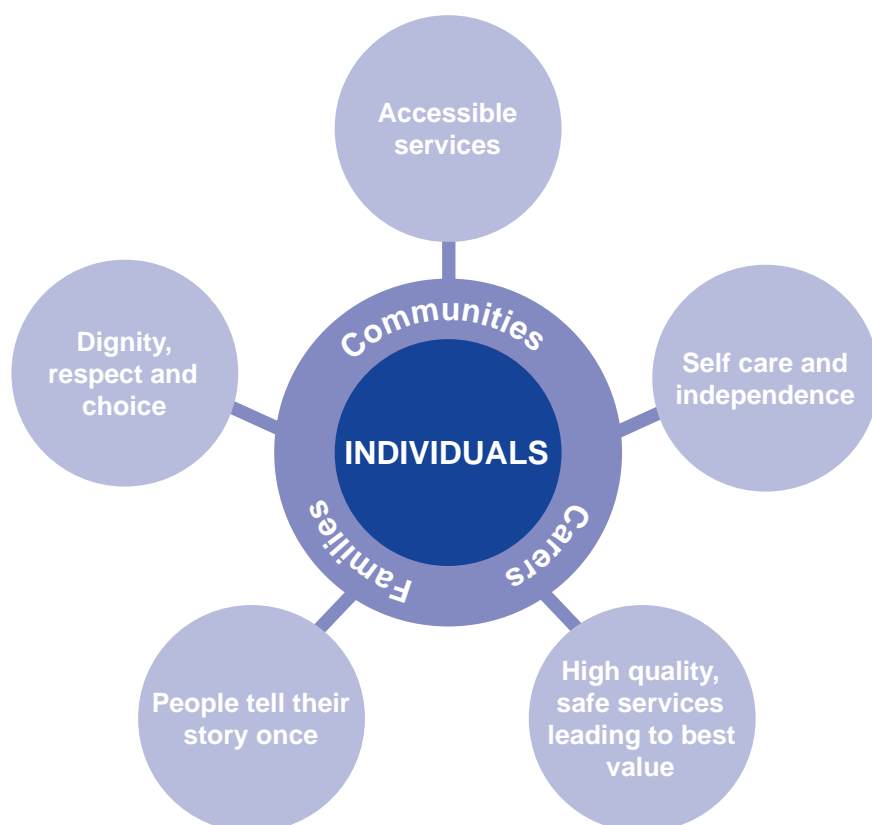 Accessible
services
Communities
Dignity,
respect and
choice
Self care and
independence
INDIVIDUALS
Families
Carers
People tell their
story once
High quality,
safe services
leading to best
value